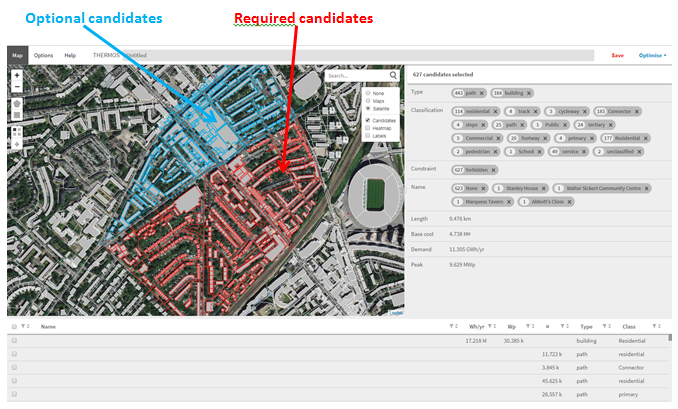 Optional candidates
Required candidates
Map Options Help THERMOS Untitled Save Optimise
Search...
None
Maps
Satellite
Candidates
Heatmap
Labels
Leaflet
627 candidates selected
Type 443 path × 184 building ×
Classification 114 residential × 4 track × 3 cycleway × 183 Connector ×
4 steps × 25 path × 1 Public × 24 tertiary ×
5 Commercial × 29 footway × 4 primary × 177 Residential ×
2 pedestrian × 1 School × 49 service × 2 unclassified ×
Constraint 627 forbidden ×
Name 623 None × 1 Stanley House × 1 Walter Sickert Community Centre ×
1 Marquess Tavern × 1 Abbott's Close ×
Length 9.476 km
Base cost 4.738 M¤
Demand 11.305 GWh/yr
Peak 9.629 MWp
Name Wh/yr Wp ¤ Type Class
17.218 M 30.385 k building Residential
11.723 k path residential
3.845 k path Connector
45.625 k path residential
26.557 k path primary